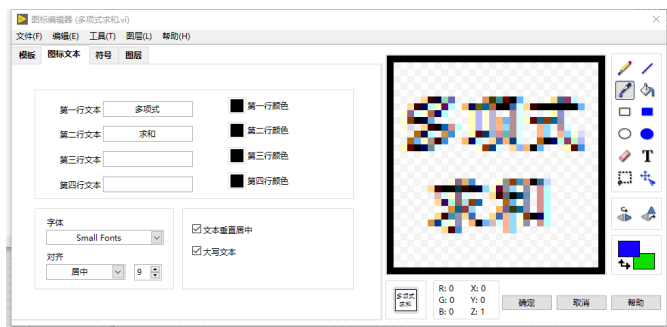 图标编辑器 (多项式求和.vi)
文件(F) 编辑(E) 工具(T) 图层(L) 帮助(H)
模板 图标文本 符号 图层
第一行文本 多项式 第一行颜色
第二行文本 求和 第二行颜色
第三行文本 第三行颜色
第四行文本 第四行颜色
字体
Small Fonts
对齐
居中 9
文本垂直居中
大写文本
多项式
求和
T
多项式
求和
R: 0 X: 0
G: 0 Y: 0
B: 0 Z: 1
确定 取消 帮助